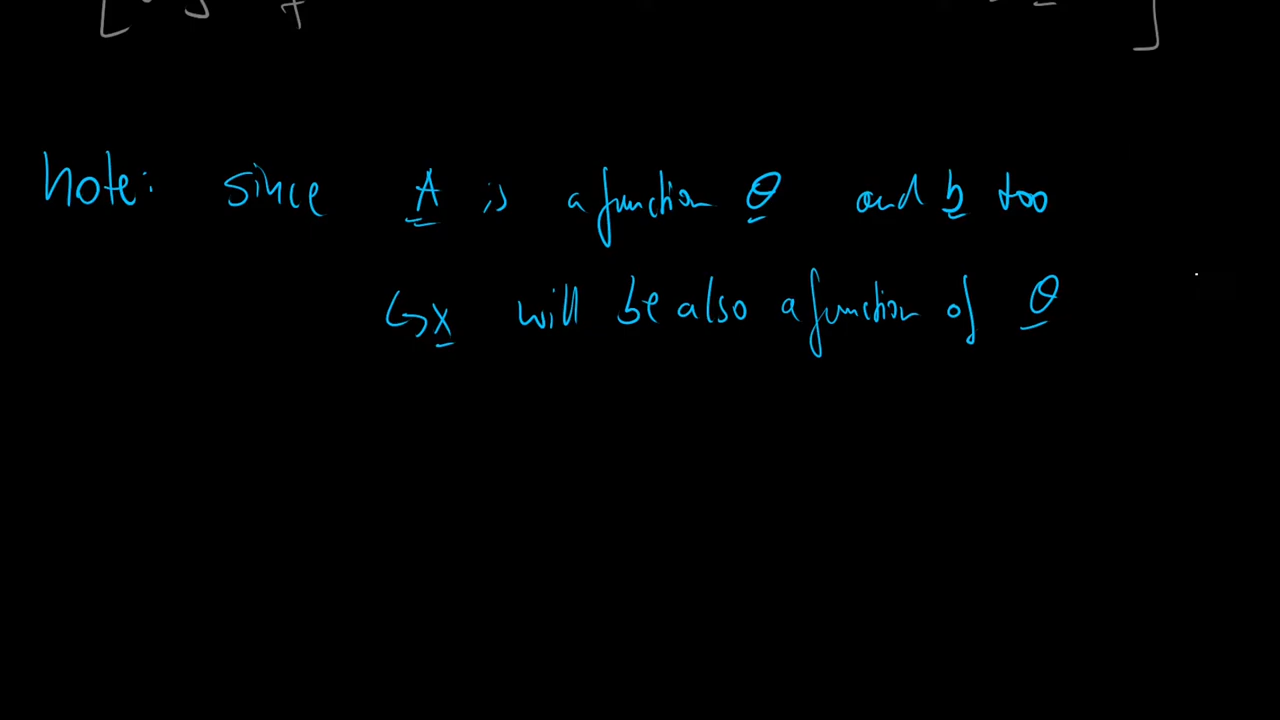 Note: since A is a function θ and b too
↳ x will be also a function of θ